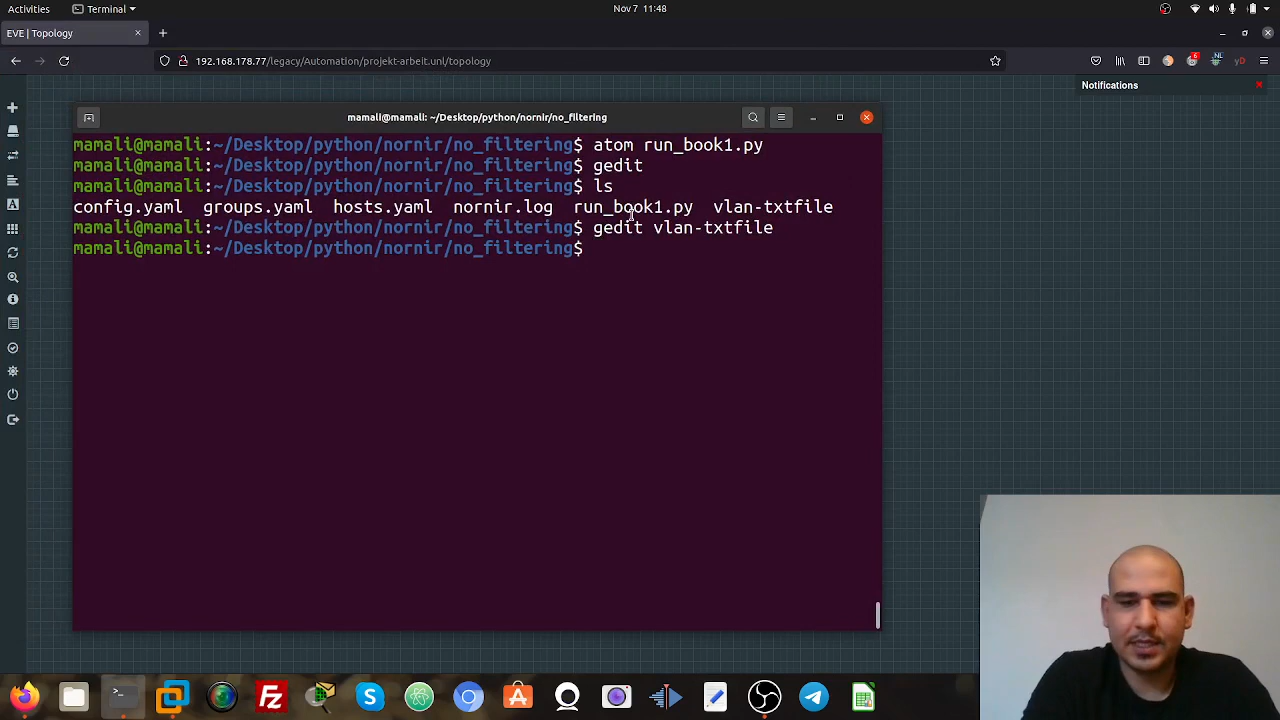 Activities Terminal Nov 7 11:48
EVE | Topology
192.168.178.77/legacy/Automation/projekt-arbeit.unl/topology
6 NL yD
Notifications
mamali@mamali: ~/Desktop/python/nornir/no_filtering
mamali@mamali:~/Desktop/python/nornir/no_filtering$ atom run_book1.py
mamali@mamali:~/Desktop/python/nornir/no_filtering$ gedit
mamali@mamali:~/Desktop/python/nornir/no_filtering$ ls
config.yaml groups.yaml hosts.yaml nornir.log run_book1.py vlan-txtfile
mamali@mamali:~/Desktop/python/nornir/no_filtering$ gedit vlan-txtfile
mamali@mamali:~/Desktop/python/nornir/no_filtering$